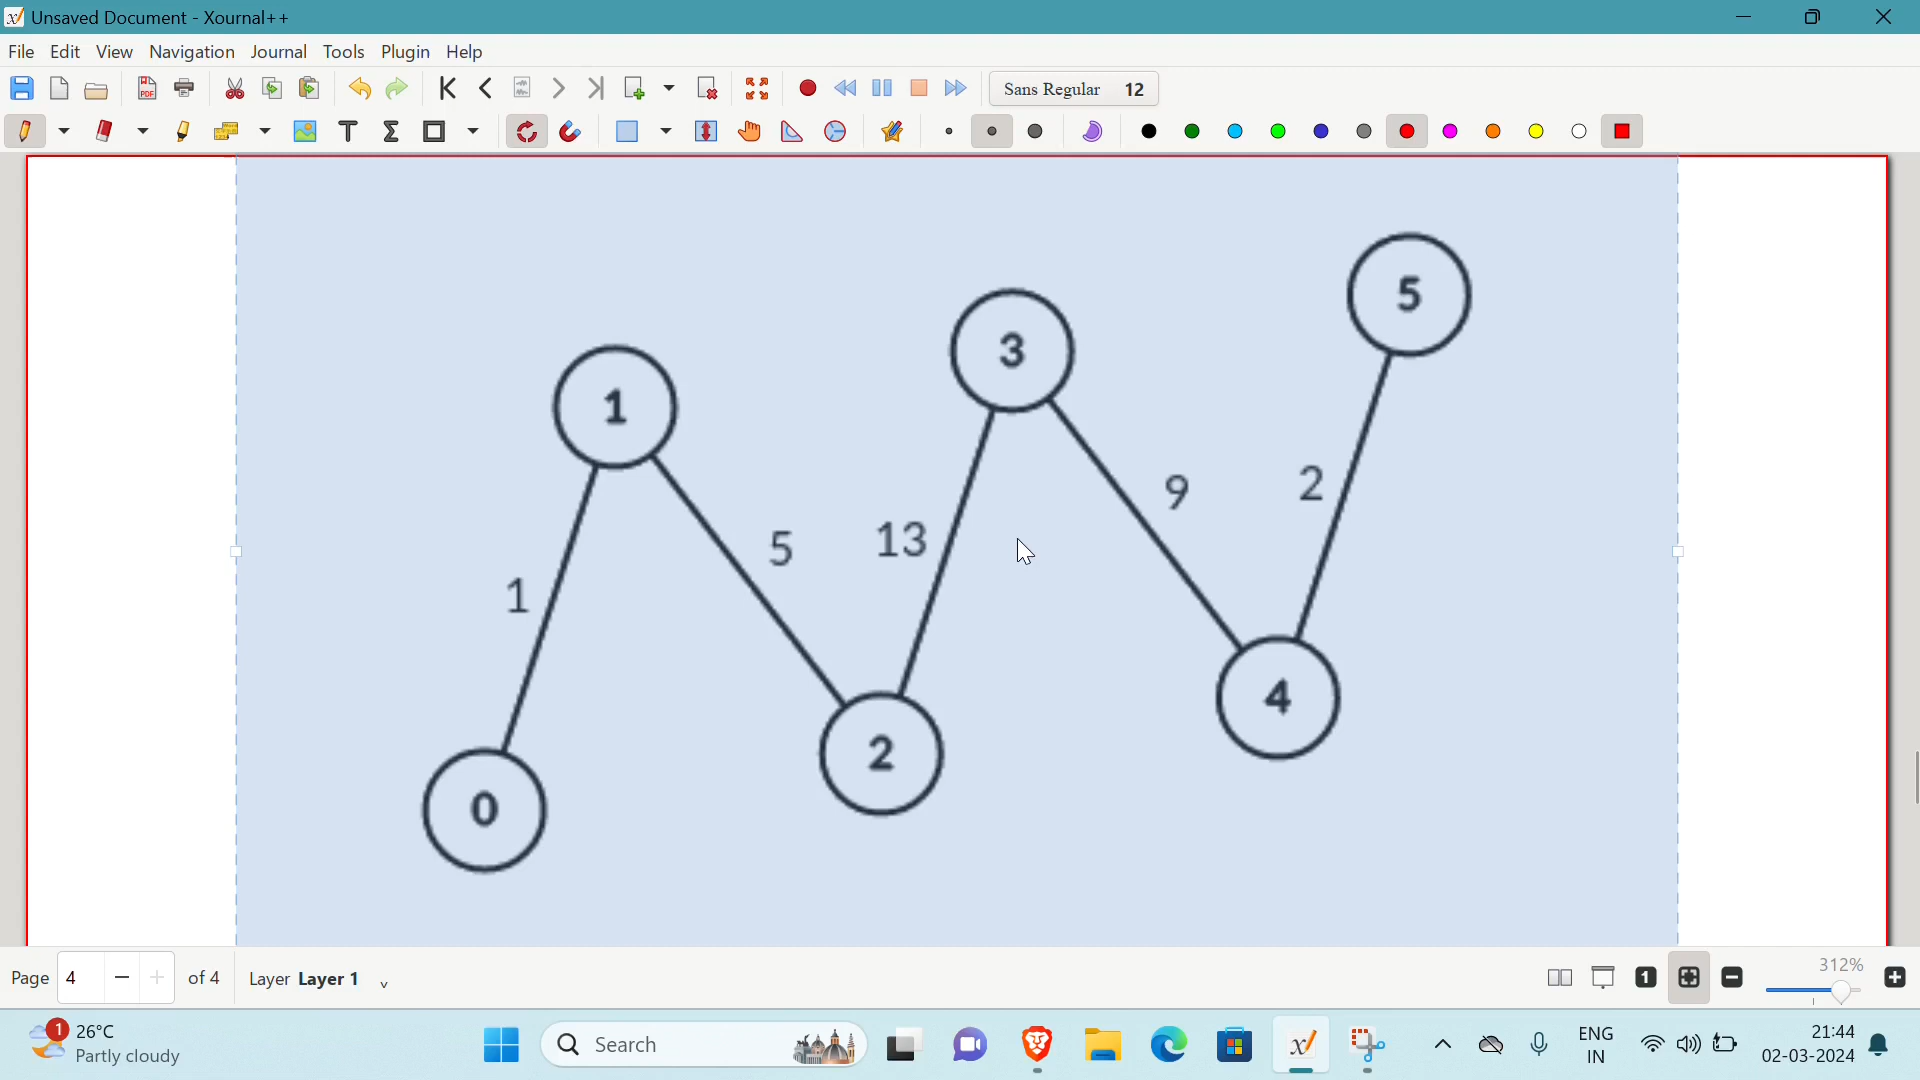 Unsaved Document - Xournal++
File Edit View Navigation Journal Tools Plugin Help
Sans Regular 12
5
3
1
9
2
13
5
1
4
2
0
Page 4 of 4 Layer Layer 1
312%
1
1
26°C
Partly cloudy
Search
ENG
IN
21:44
02-03-2024